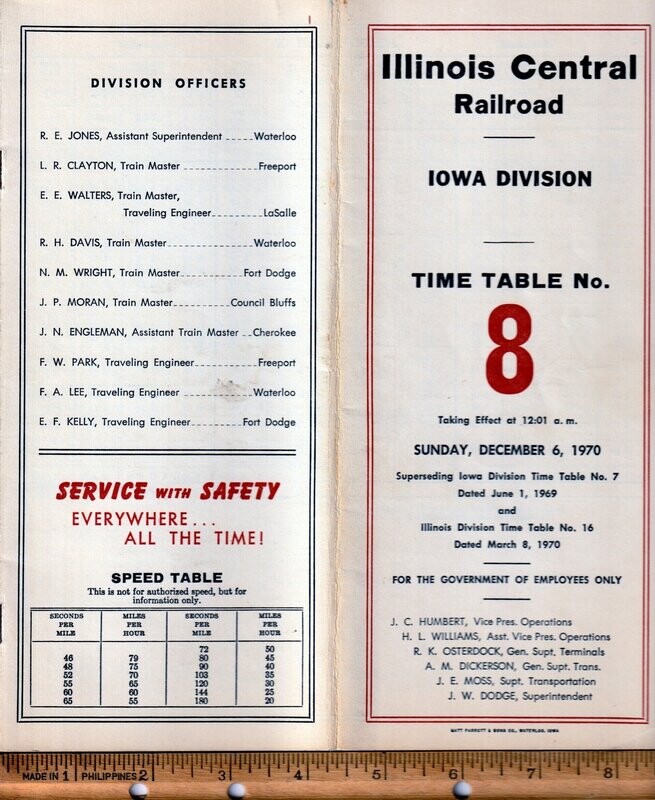 DIVISION OFFICERS
R. E. JONES, Assistant Superintendent -----Waterloo
L. R. CLAYTON, Train Master --------------Freeport
E. E. WALTERS, Train Master,
Traveling Engineer----------LaSalle
R. H. DAVIS, Train Master----------------Waterloo
N. M. WRIGHT, Train Master------------Fort Dodge
J. P. MORAN, Train Master-----------Council Bluffs
J. N. ENGLEMAN, Assistant Train Master --Cherokee
F. W. PARK, Traveling Engineer-----------Freeport
F. A. LEE, Traveling Engineer ------------Waterloo
E. F. KELLY, Traveling Engineer----------Fort Dodge
SERVICE WITH SAFETY
EVERYWHERE...
ALL THE TIME!
SPEED TABLE
This is not for authorized speed, but for
information only.
SECONDS PER MILE MILES PER HOUR SECONDS PER MILE MILES PER HOUR
72 50
46 79 80 45
48 75 90 40
52 70 103 35
55 65 120 30
60 60 144 25
65 55 180 20
Illinois Central
Railroad
IOWA DIVISION
TIME TABLE No.
8
Taking Effect at 12:01 a. m.
SUNDAY, DECEMBER 6, 1970
Superseding Iowa Division Time Table No. 7
Dated June 1, 1969
and
Illinois Division Time Table No. 16
Dated March 8, 1970
FOR THE GOVERNMENT OF EMPLOYEES ONLY
J. C. HUMBERT, Vice Pres. Operations
H. L. WILLIAMS, Asst. Vice Pres. Operations
R. K. OSTERDOCK, Gen. Supt. Terminals
A. M. DICKERSON, Gen. Supt. Trans.
J. E. MOSS, Supt. Transportation
J. W. DODGE, Superintendent
MATT PARROTT & SONS CO., WATERLOO, IOWA
MADE IN 1 PHILIPPINES 2 3 4 5 6 7 8